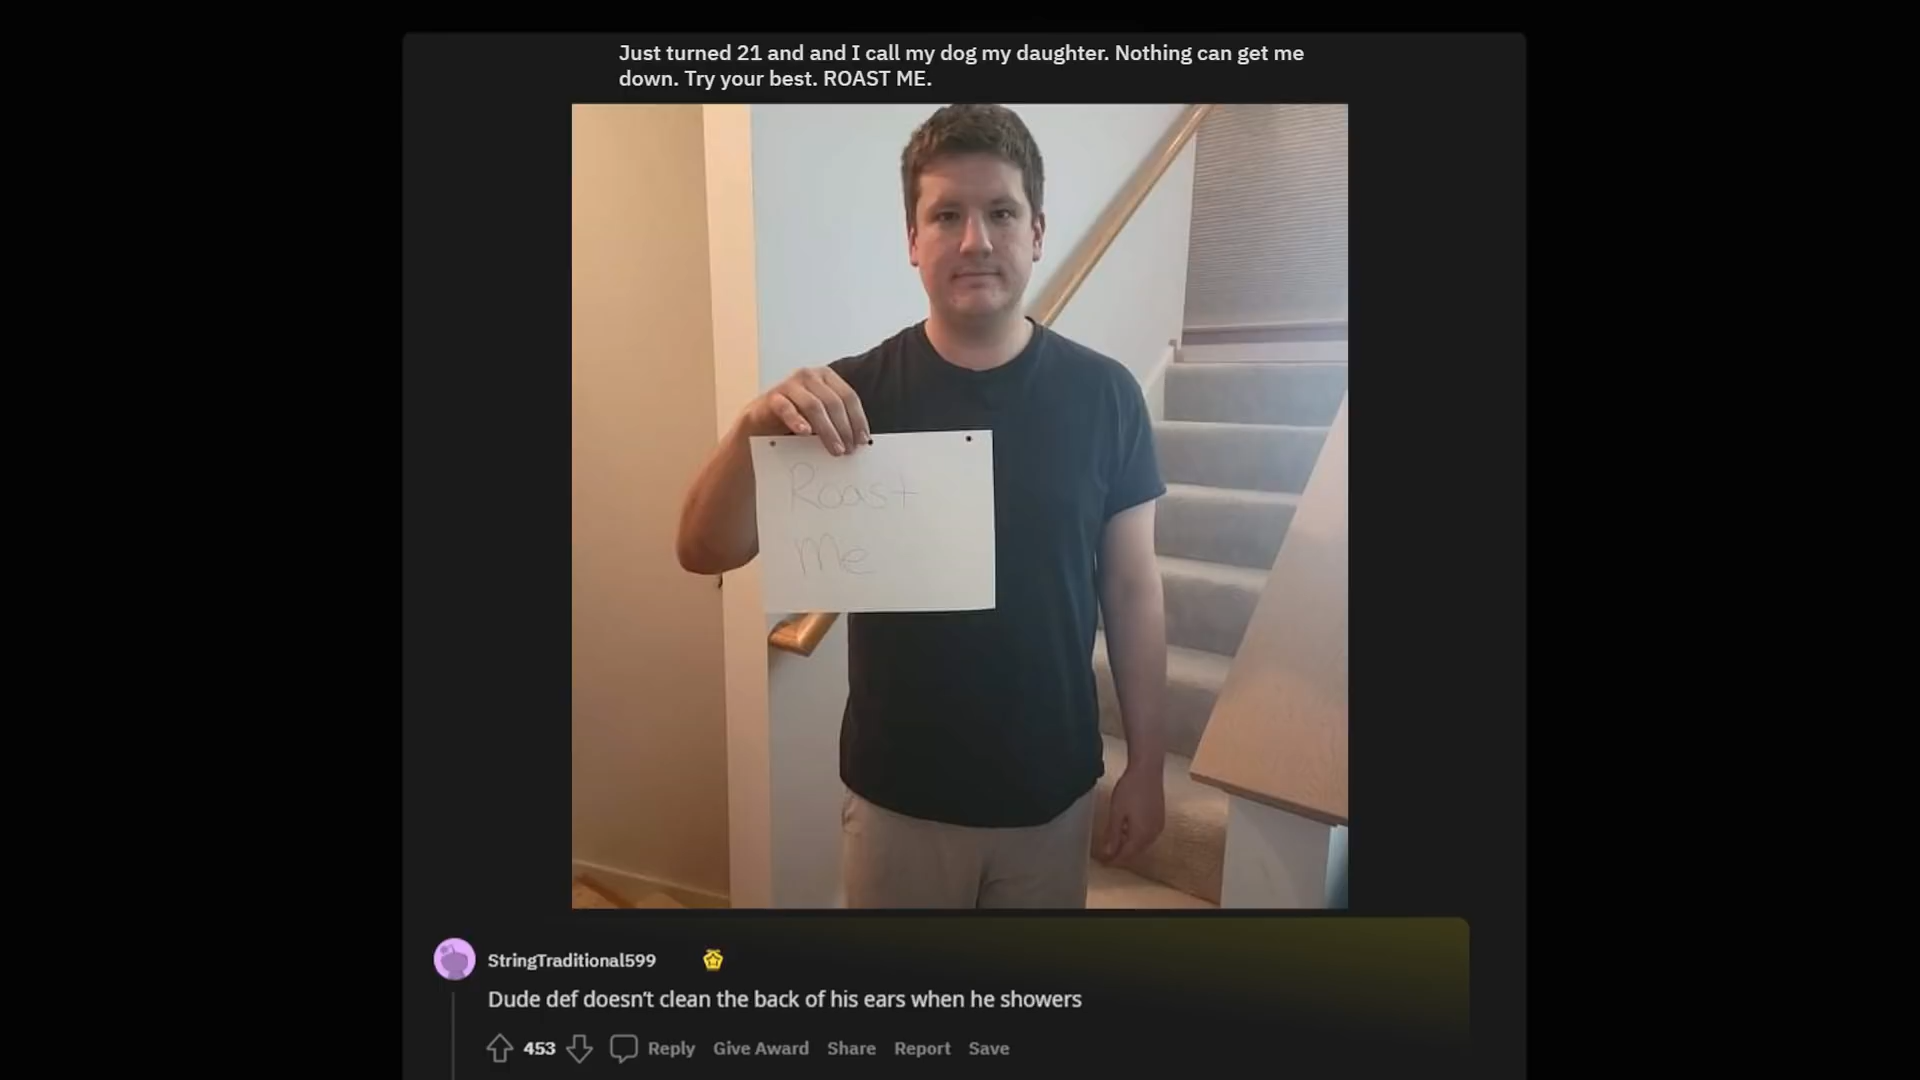 Just turned 21 and and I call my dog my daughter. Nothing can get me
down. Try your best. ROAST ME.
Roast
Me
StringTraditional599
Dude def doesn't clean the back of his ears when he showers
453 Reply Give Award Share Report Save